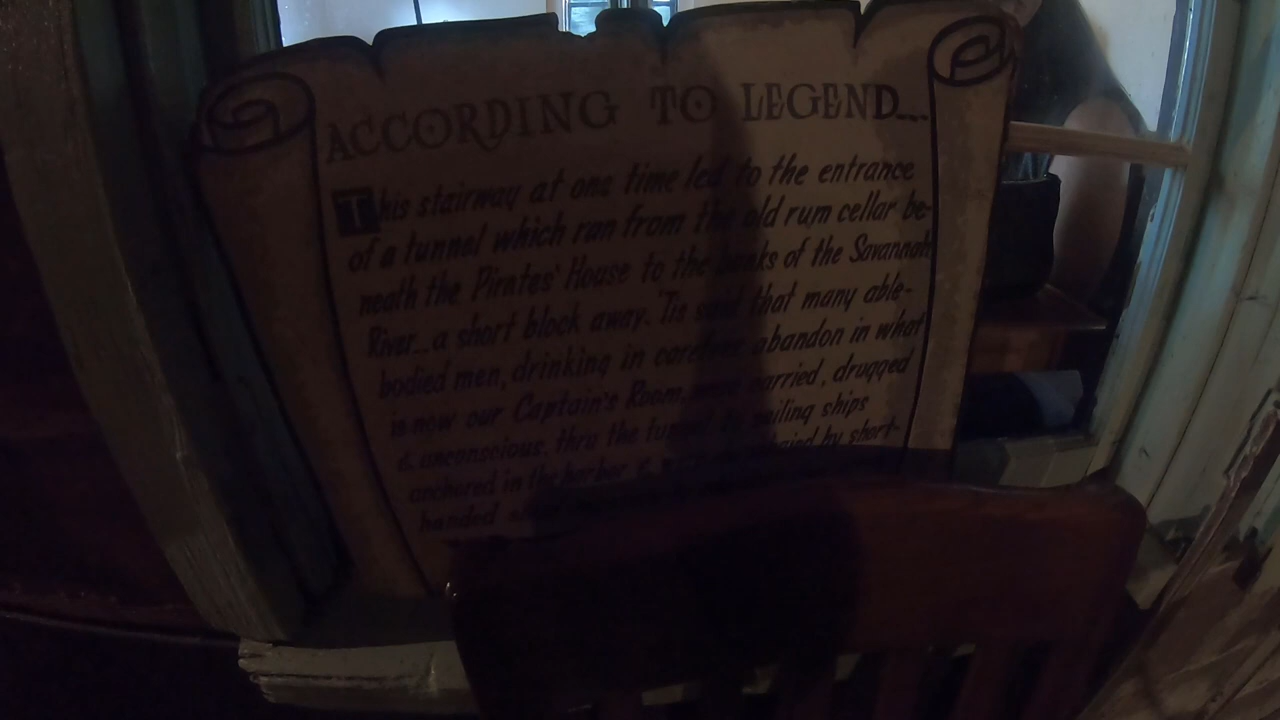 ACCORDING TO LEGEND...
This stairway at one time led to the entrance
of a tunnel which ran from the old rum cellar be-
neath the Pirates' House to the banks of the Savannah
River... a short block away. 'Tis said that many able-
bodied men, drinking in carefree abandon in what
is now our Captain's Room, were carried, drugged
& unconscious, thru the tunnel to sailing ships
anchored in the harbor & by short-
handed